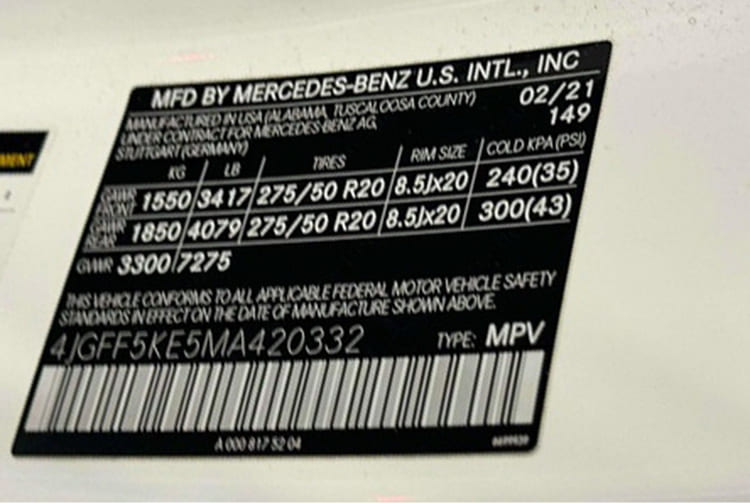 MFD BY MERCEDES-BENZ U.S. INTL., INC
MANUFACTURED IN USA (ALABAMA, TUSCALOOSA COUNTY) 02/21
UNDER CONTRACT FOR MERCEDES-BENZ AG, 149
STUTTGART (GERMANY)
KG LB TIRES RIM SIZE COLD KPA (PSI)
GAWR FRONT 1550 3417 275/50 R20 8.5Jx20 240(35)
GAWR REAR 1850 4079 275/50 R20 8.5Jx20 300(43)
GVWR 3300 7275
THIS VEHICLE CONFORMS TO ALL APPLICABLE FEDERAL MOTOR VEHICLE SAFETY
STANDARDS IN EFFECT ON THE DATE OF MANUFACTURE SHOWN ABOVE.
4JGFF5KE5MA420332 TYPE: MPV
A 000 817 52 04